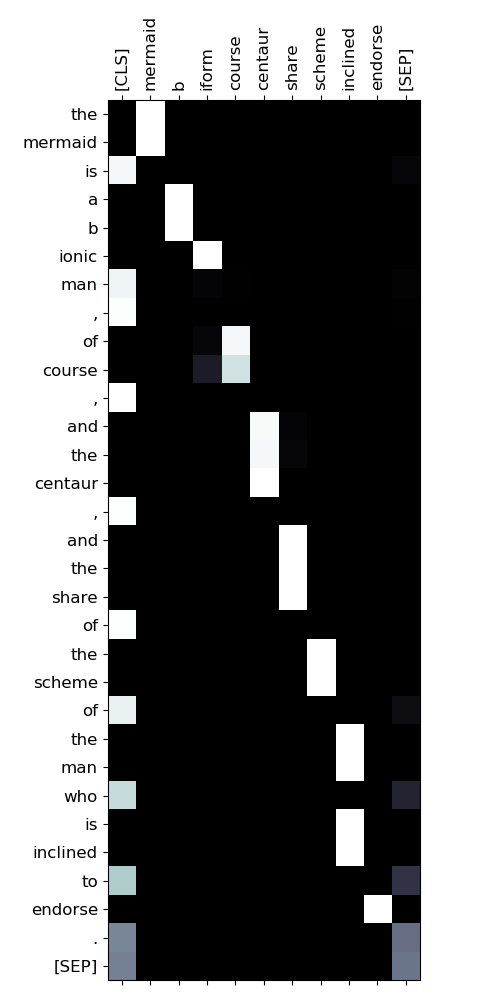 [CLS] mermaid b iform course centaur share scheme inclined endorse [SEP]
the
mermaid
is
a
b
ionic
man
,
of
course
,
and
the
centaur
,
and
the
share
of
the
scheme
of
the
man
who
is
inclined
to
endorse
.
[SEP]